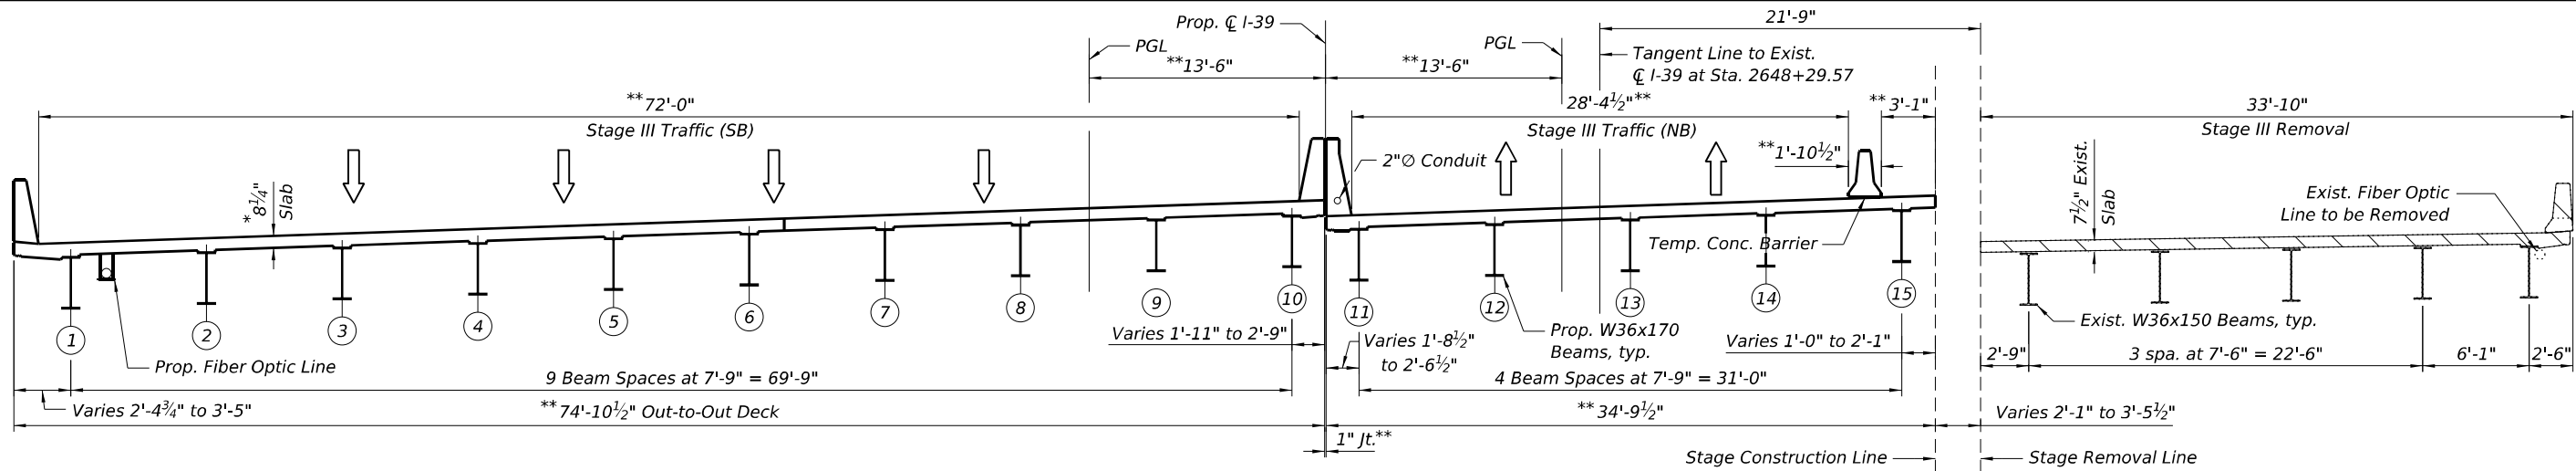 Prop. ℄ I-39
21'-9"
PGL
PGL
Tangent Line to Exist.
℄ I-39 at Sta. 2648+29.57
**13'-6"
**13'-6"
**72'-0"
28'-4½"**
**3'-1"
33'-10"
Stage III Traffic (SB)
Stage III Traffic (NB)
Stage III Removal
2"∅ Conduit
**1'-10½"
*8¼"
Slab
7½" Exist.
Slab
Exist. Fiber Optic
Line to be Removed
Temp. Conc. Barrier
1
2
3
4
5
6
7
8
9
10
11
12
13
14
15
Prop. Fiber Optic Line
Varies 1'-11" to 2'-9"
Varies 1'-8½"
to 2'-6½"
Prop. W36x170
Beams, typ.
Varies 1'-0" to 2'-1"
Exist. W36x150 Beams, typ.
2'-9"
3 spa. at 7'-6" = 22'-6"
6'-1"
2'-6"
9 Beam Spaces at 7'-9" = 69'-9"
4 Beam Spaces at 7'-9" = 31'-0"
Varies 2'-4¾" to 3'-5"
**74'-10½" Out-to-Out Deck
**34'-9½"
Varies 2'-1" to 3'-5½"
1" Jt.**
Stage Construction Line
Stage Removal Line